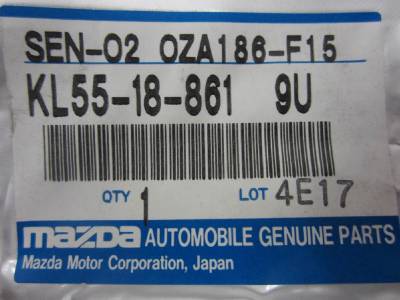 SEN-O2 OZA186-F15
KL55-18-861 9U
QTY 1 LOT 4E17
mazda AUTOMOBILE GENUINE PARTS
Mazda Motor Corporation, Japan